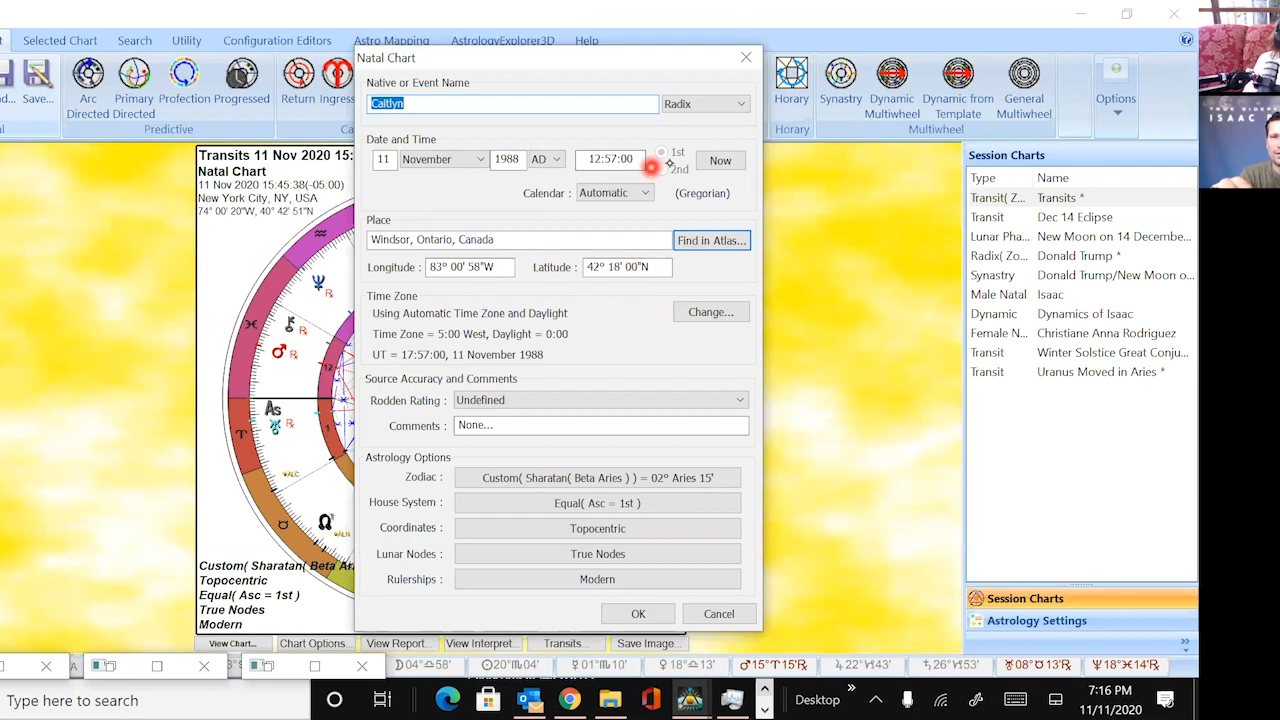 Selected Chart Search Utility Configuration Editors Astro Mapping AstrologyExplorer3D Help
d... Save... Arc Directed Primary Directed Profection Progressed Return Ingress Horary Synastry Dynamic Multiwheel Dynamic from Template General Multiwheel Options
Predictive Horary Multiwheel
Natal Chart
Native or Event Name
Caitlyn Radix
Date and Time
11 November 1988 AD 12:57:00 1st 2nd Now
Calendar : Automatic (Gregorian)
Place
Windsor, Ontario, Canada Find in Atlas...
Longitude : 83° 00' 58"W Latitude : 42° 18' 00"N
Time Zone
Using Automatic Time Zone and Daylight Change...
Time Zone = 5:00 West, Daylight = 0:00
UT = 17:57:00, 11 November 1988
Source Accuracy and Comments
Rodden Rating : Undefined
Comments : None...
Astrology Options
Zodiac : Custom( Sharatan( Beta Aries ) ) = 02° Aries 15'
House System : Equal( Asc = 1st )
Coordinates : Topocentric
Lunar Nodes : True Nodes
Rulerships : Modern
OK Cancel
Transits 11 Nov 2020 15:
Natal Chart
11 Nov 2020 15:45:38(-05:00)
New York City, NY, USA
74° 00' 20"W, 40° 42' 51"N
As
12
1
Custom( Sharatan( Beta Ar
Topocentric
Equal( Asc = 1st )
True Nodes
Modern
View Chart... Chart Options... View Report... View Interpret... Transits... Save Image...
Session Charts
Type Name
Transit( Z... Transits *
Transit Dec 14 Eclipse
Lunar Pha... New Moon on 14 Decembe...
Radix( Zo... Donald Trump *
Synastry Donald Trump/New Moon o...
Male Natal Isaac
Dynamic Dynamics of Isaac
Female N... Christiane Anna Rodriguez
Transit Winter Solstice Great Conju...
Transit Uranus Moved in Aries *
Session Charts
Astrology Settings
ISAAC
Type here to search
Desktop
7:16 PM
11/11/2020